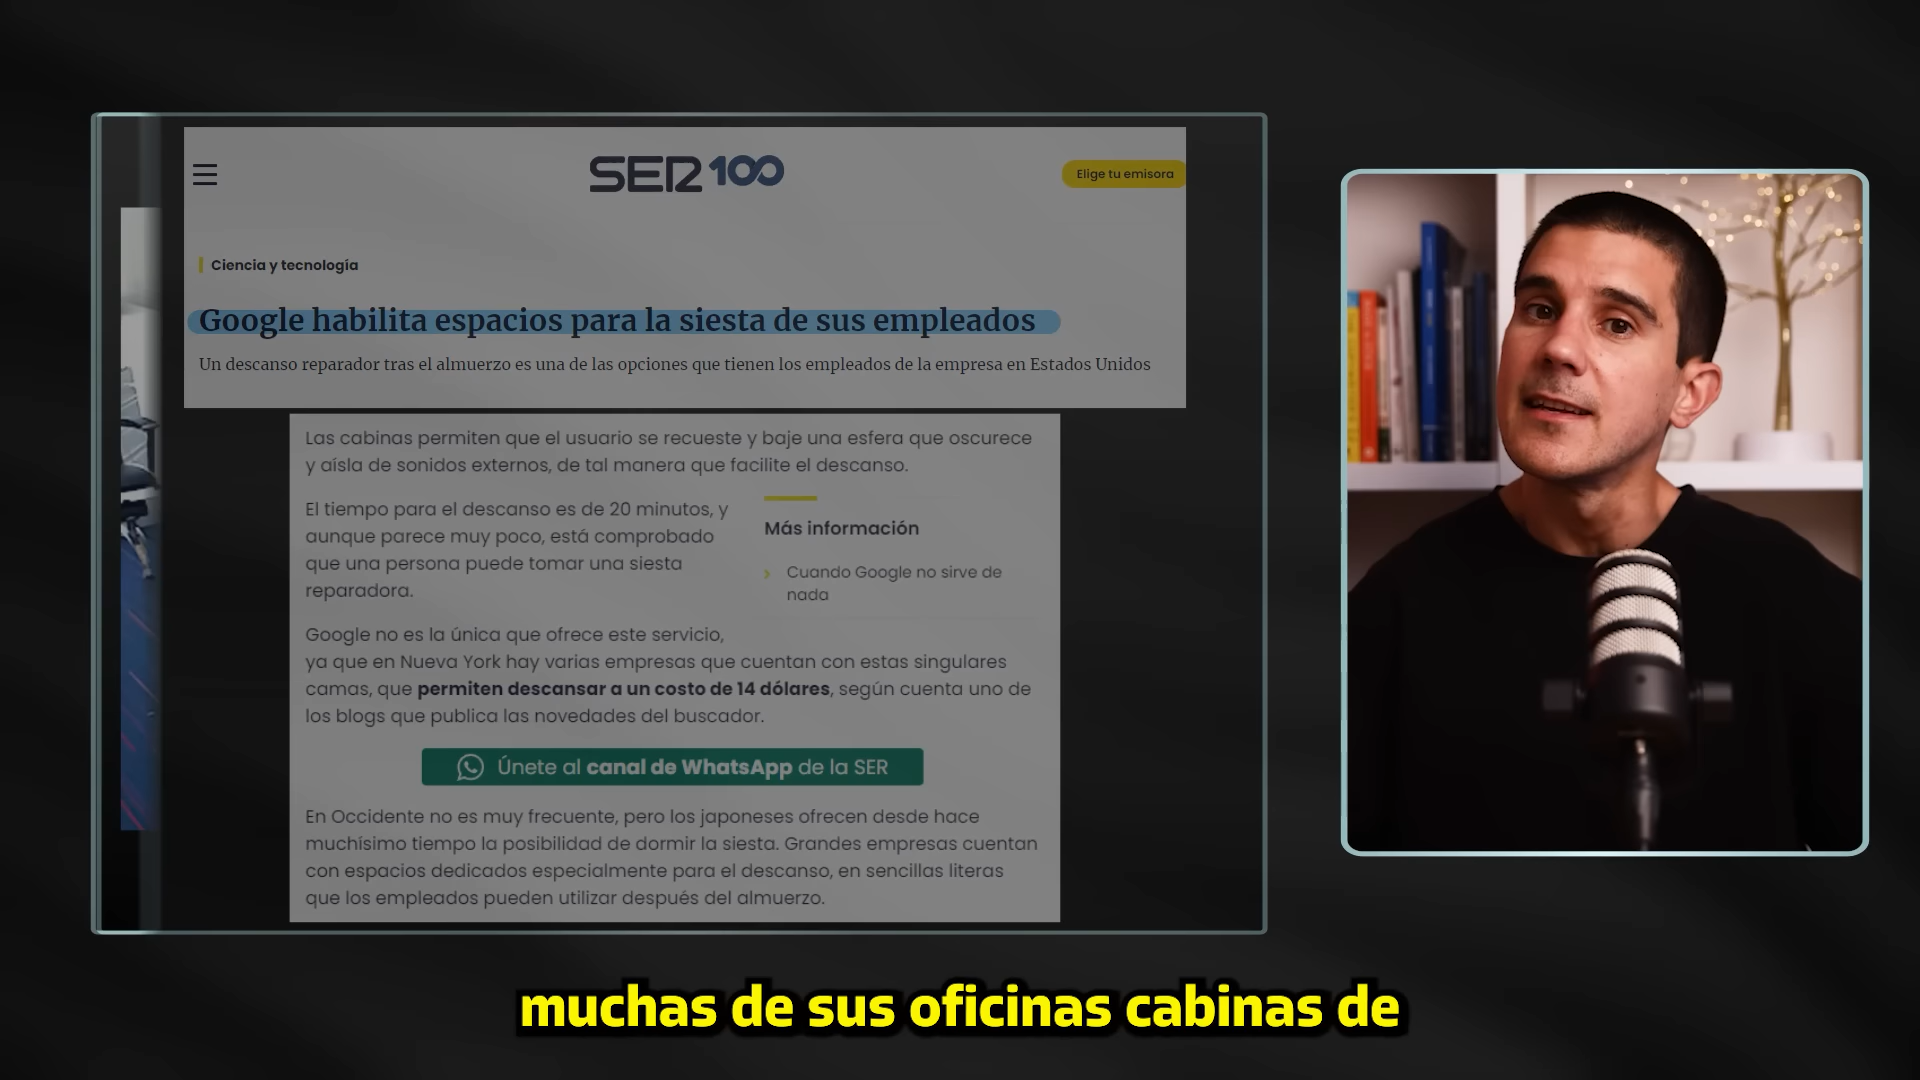 SER 100
Elige tu emisora
Ciencia y tecnología
Google habilita espacios para la siesta de sus empleados
Un descanso reparador tras el almuerzo es una de las opciones que tienen los empleados de la empresa en Estados Unidos
Las cabinas permiten que el usuario se recueste y baje una esfera que oscurece
y aísla de sonidos externos, de tal manera que facilite el descanso.
El tiempo para el descanso es de 20 minutos, y
aunque parece muy poco, está comprobado
que una persona puede tomar una siesta
reparadora.
Más información
Cuando Google no sirve de
nada
Google no es la única que ofrece este servicio,
ya que en Nueva York hay varias empresas que cuentan con estas singulares
camas, que permiten descansar a un costo de 14 dólares, según cuenta uno de
los blogs que publica las novedades del buscador.
Únete al canal de WhatsApp de la SER
En Occidente no es muy frecuente, pero los japoneses ofrecen desde hace
muchísimo tiempo la posibilidad de dormir la siesta. Grandes empresas cuentan
con espacios dedicados especialmente para el descanso, en sencillas literas
que los empleados pueden utilizar después del almuerzo.
muchas de sus oficinas cabinas de